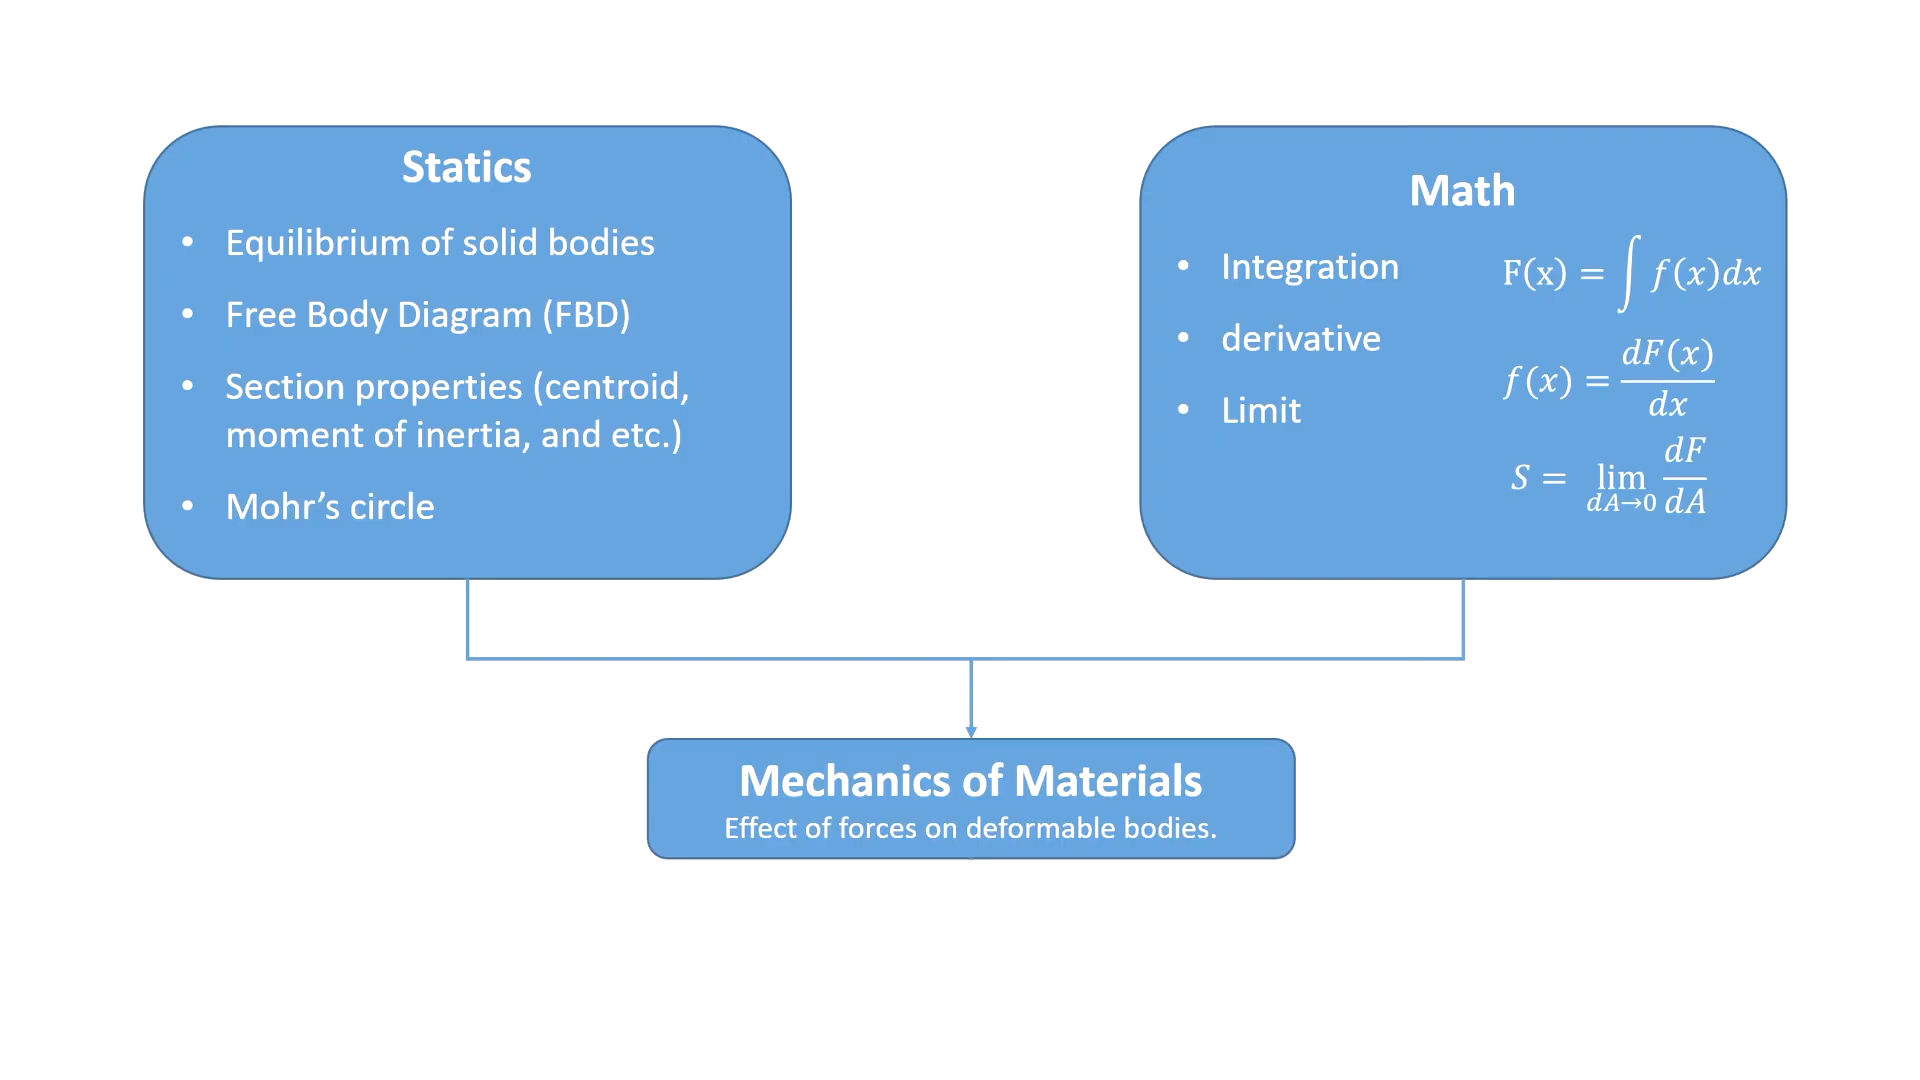 Statics
• Equilibrium of solid bodies
• Free Body Diagram (FBD)
• Section properties (centroid,
moment of inertia, and etc.)
• Mohr’s circle
Math
• Integration
F(x) = ∫ f(x)dx
• derivative
f(x) = dF(x)/dx
• Limit
S = lim dA→0 dF/dA
Mechanics of Materials
Effect of forces on deformable bodies.